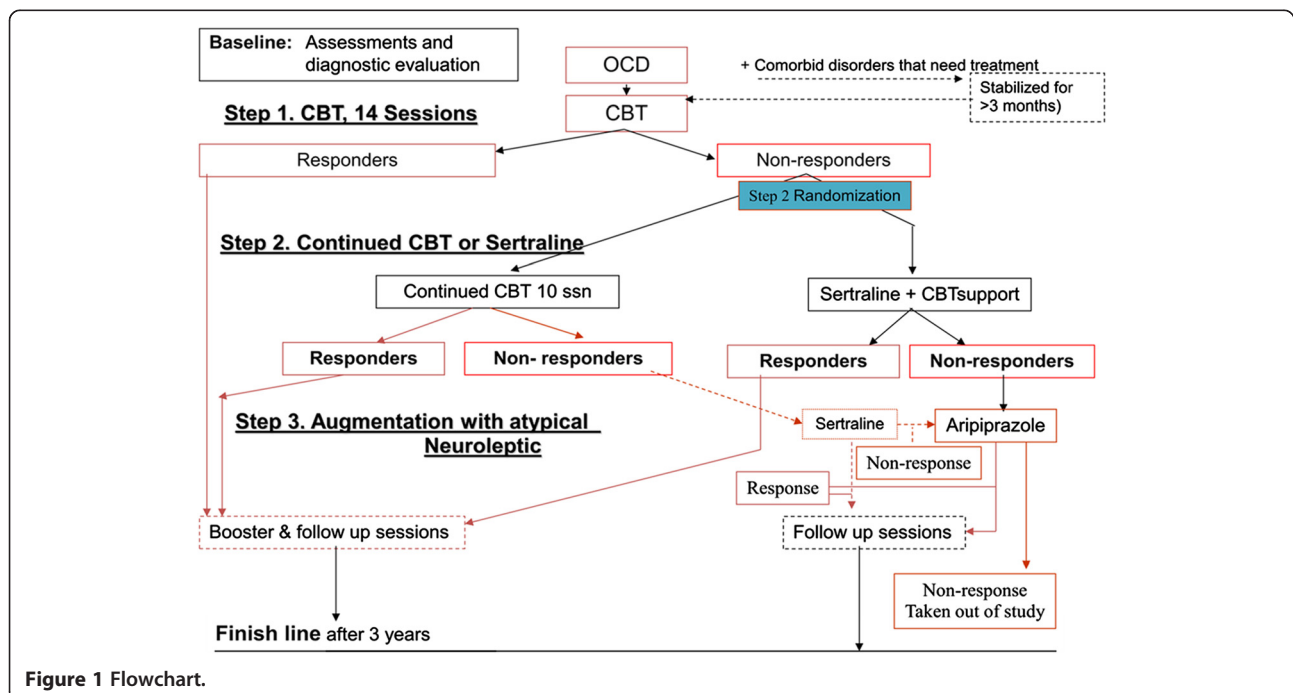 Baseline: Assessments and
diagnostic evaluation
OCD
+ Comorbid disorders that need treatment
Stabilized for
>3 months)
Step 1. CBT, 14 Sessions
CBT
Responders
Non-responders
Step 2 Randomization
Step 2. Continued CBT or Sertraline
Continued CBT 10 ssn
Sertraline + CBTsupport
Responders
Non- responders
Responders
Non-responders
Step 3. Augmentation with atypical
Neuroleptic
Sertraline
Aripiprazole
Non-response
Response
Booster & follow up sessions
Follow up sessions
Non-response
Taken out of study
Finish line after 3 years
Figure 1 Flowchart.